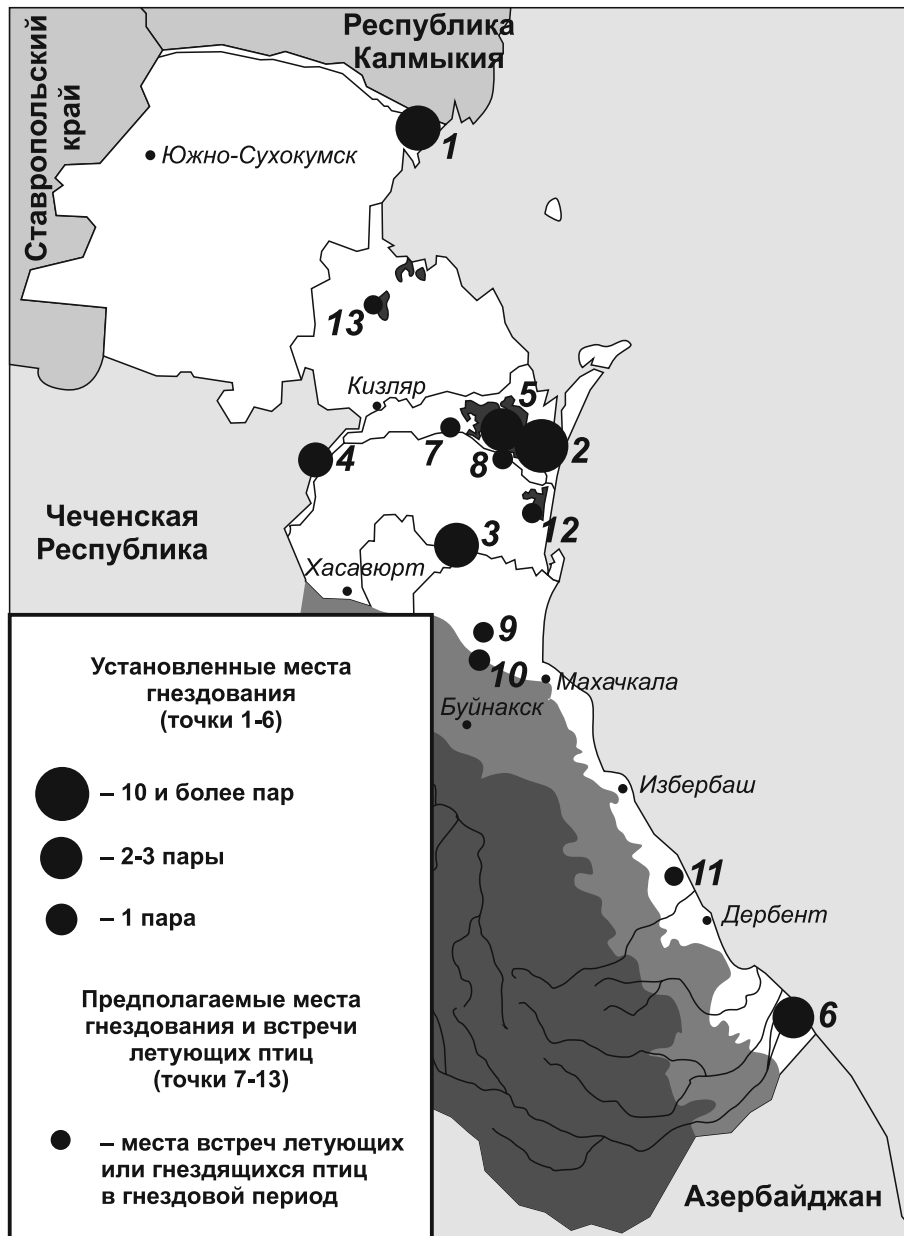 Республика
Калмыкия
Ставропольский
край
1
Южно-Сухокумск
13
Кизляр
5
7
8
2
4
12
3
Чеченская
Республика
Хасавюрт
9
10
Махачкала
Буйнакск
Избербаш
11
Дербент
6
Азербайджан
Установленные места
гнездования
(точки 1-6)
– 10 и более пар
– 2-3 пары
– 1 пара
Предполагаемые места
гнездования и встречи
летующих птиц
(точки 7-13)
– места встреч летующих
или гнездящихся птиц
в гнездовой период